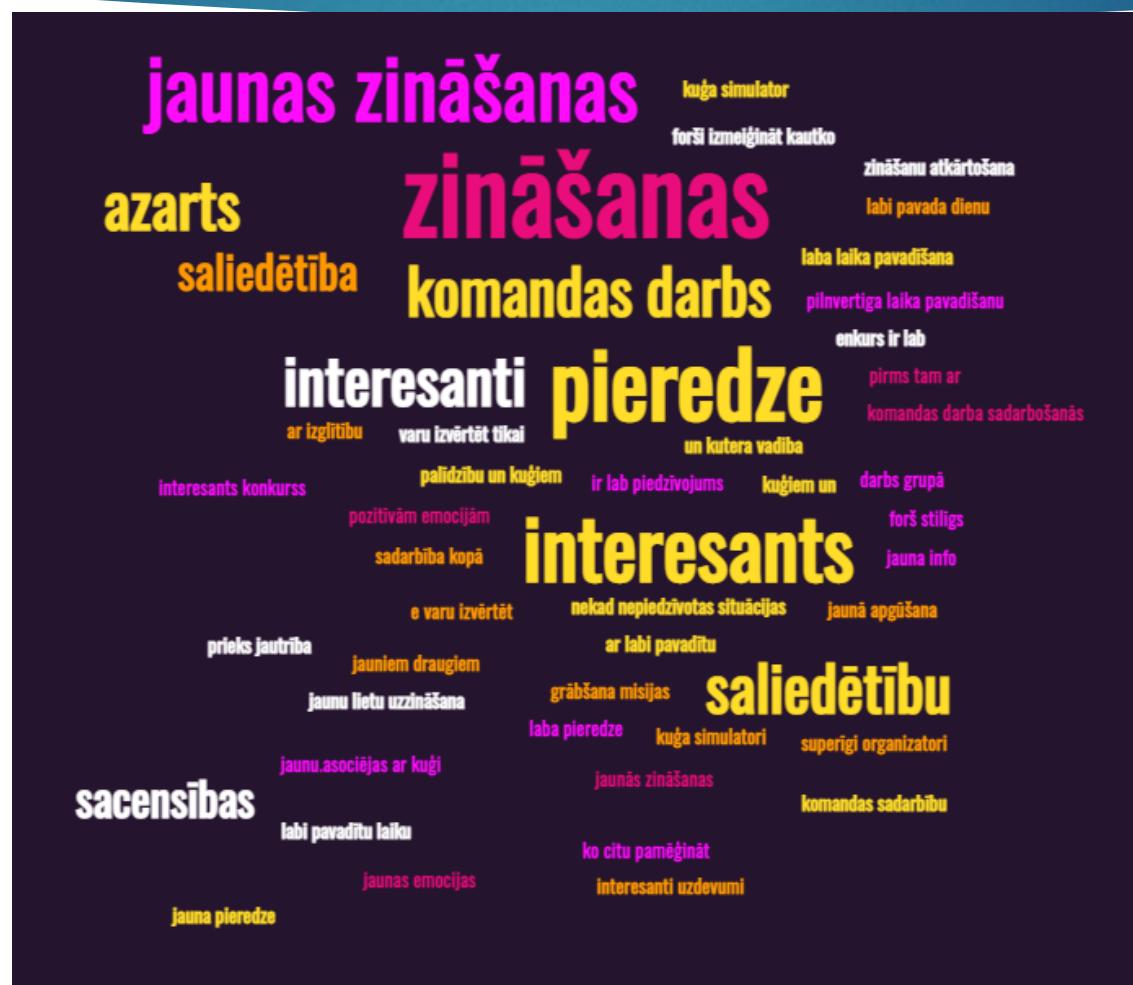 jaunas zināšanas
kuģa simulator
forši izmeiģināt kautko
zināšanas
zināšanu atkārtošana
azarts
labi pavada dienu
saliedētība
laba laika pavadīšana
komandas darbs
pilnvertiga laika pavadišanu
enkurs ir lab
interesanti
pieredze
pirms tam ar
komandas darba sadarbošanās
ar izglītību
varu izvērtēt tikai
un kutera vadiba
interesants konkurss
palīdzību un kuģiem
ir lab piedzīvojums
kuģiem un
darbs grupā
pozitīvām emocijām
forš stilīgs
interesants
sadarbība kopā
jauna info
e varu izvērtēt
nekad nepiedzīvotas situācijas
jaunā apgūšana
prieks jautrība
ar labi pavadītu
jauniem draugiem
grābšana misijas
saliedētību
jaunu lietu uzzināšana
laba pieredze
kuģa simulatori
superīgi organizatori
jaunu.asociējas ar kuģi
jaunās zināšanas
sacensības
komandas sadarbību
labi pavadītu laiku
ko citu pamēģināt
jaunas emocijas
interesanti uzdevumi
jauna pieredze